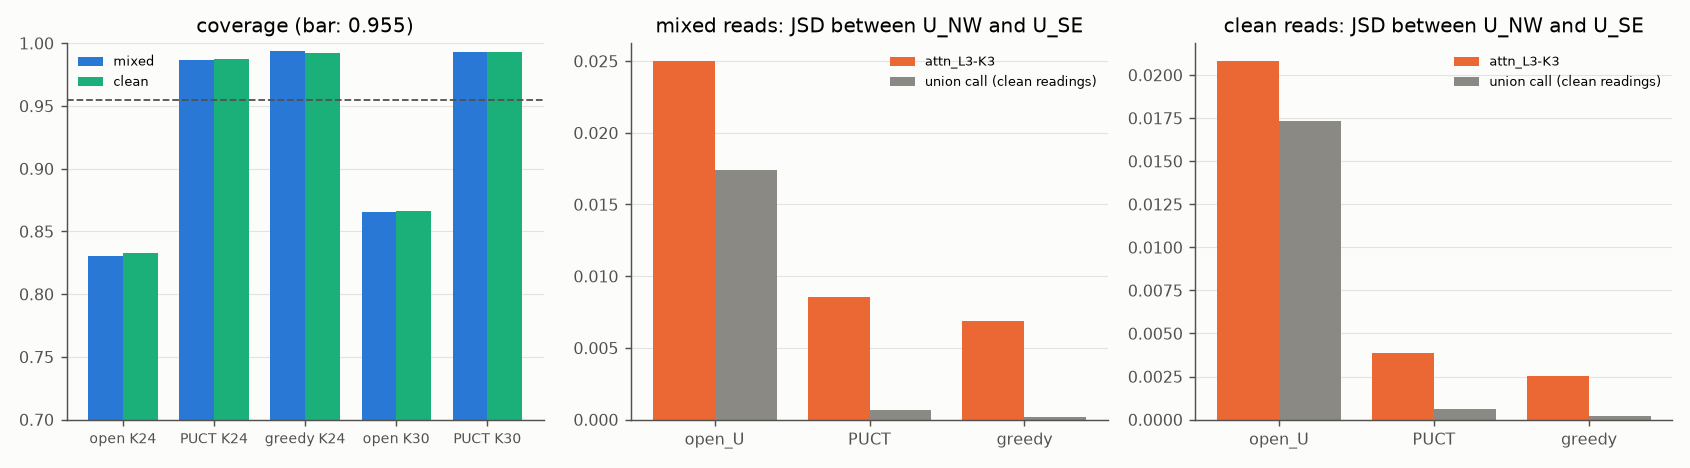 coverage (bar: 0.955)
mixed
clean
1.00
0.95
0.90
0.85
0.80
0.75
0.70
open K24
PUCT K24
greedy K24
open K30
PUCT K30
mixed reads: JSD between U_NW and U_SE
attn_L3-K3
union call (clean readings)
0.025
0.020
0.015
0.010
0.005
0.000
open_U
PUCT
greedy
clean reads: JSD between U_NW and U_SE
attn_L3-K3
union call (clean readings)
0.0200
0.0175
0.0150
0.0125
0.0100
0.0075
0.0050
0.0025
0.0000
open_U
PUCT
greedy